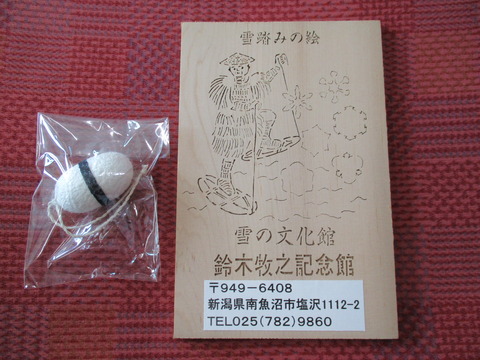 雪踏みの絵
雪の文化館
鈴木牧之記念館
〒949-6408
新潟県南魚沼市塩沢1112-2
TEL025(782)9860